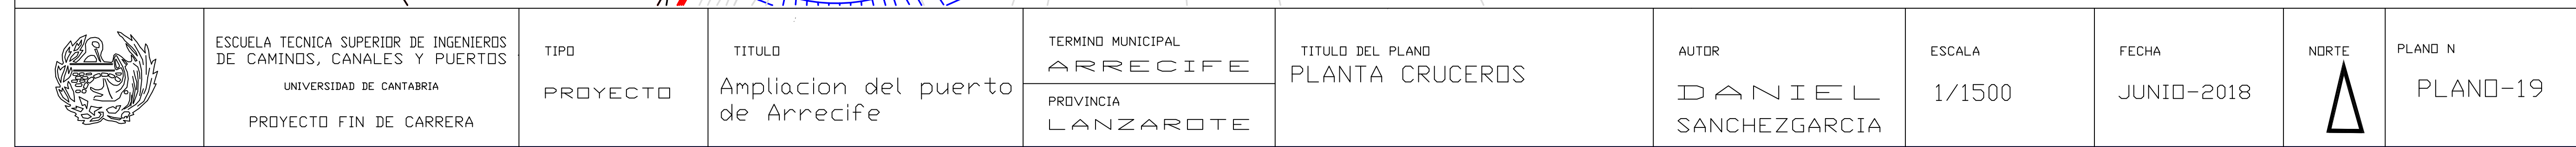 ESCUELA TECNICA SUPERIOR DE INGENIEROS
DE CAMINOS, CANALES Y PUERTOS
UNIVERSIDAD DE CANTABRIA
PROYECTO FIN DE CARRERA
TIPO
PROYECTO
TITULO
Ampliacion del puerto
de Arrecife
TERMINO MUNICIPAL
ARRECIFE
PROVINCIA
LANZAROTE
TITULO DEL PLANO
PLANTA CRUCEROS
AUTOR
DANIEL
SANCHEZGARCIA
ESCALA
1/1500
FECHA
JUNIO-2018
NORTE
PLANO N
PLANO-19